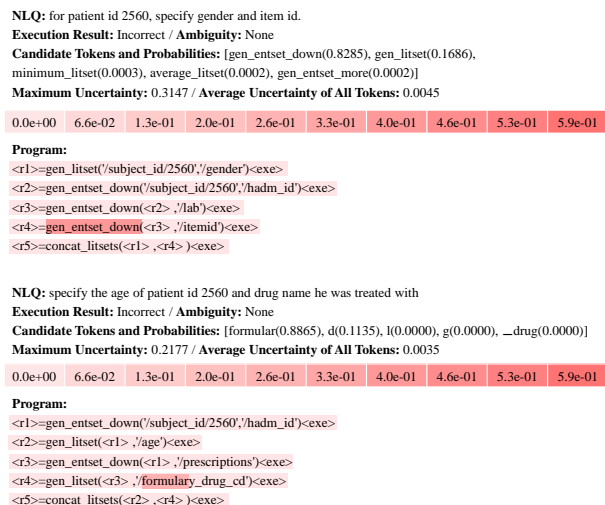 NLQ: for patient id 2560, specify gender and item id.
Execution Result: Incorrect / Ambiguity: None
Candidate Tokens and Probabilities: [gen_entset_down(0.8285), gen_litset(0.1686),
minimum_litset(0.0003), average_litset(0.0002), gen_entset_more(0.0002)]
Maximum Uncertainty: 0.3147 / Average Uncertainty of All Tokens: 0.0045
0.0e+00 6.6e-02 1.3e-01 2.0e-01 2.6e-01 3.3e-01 4.0e-01 4.6e-01 5.3e-01 5.9e-01
Program:
<r1>=gen_litset('/subject_id/2560','/gender')<exe>
<r2>=gen_entset_down('/subject_id/2560','/hadm_id')<exe>
<r3>=gen_entset_down(<r2> ,'/lab')<exe>
<r4>=gen_entset_down(<r3> ,'/itemid')<exe>
<r5>=concat_litsets(<r1> ,<r4> )<exe>
NLQ: specify the age of patient id 2560 and drug name he was treated with
Execution Result: Incorrect / Ambiguity: None
Candidate Tokens and Probabilities: [formular(0.8865), d(0.1135), l(0.0000), g(0.0000), _drug(0.0000)]
Maximum Uncertainty: 0.2177 / Average Uncertainty of All Tokens: 0.0035
0.0e+00 6.6e-02 1.3e-01 2.0e-01 2.6e-01 3.3e-01 4.0e-01 4.6e-01 5.3e-01 5.9e-01
Program:
<r1>=gen_entset_down('/subject_id/2560','/hadm_id')<exe>
<r2>=gen_litset(<r1> ,'/age')<exe>
<r3>=gen_entset_down(<r1> ,'/prescriptions')<exe>
<r4>=gen_litset(<r3> ,'/formulary_drug_cd')<exe>
<r5>=concat_litsets(<r2> ,<r4> )<exe>